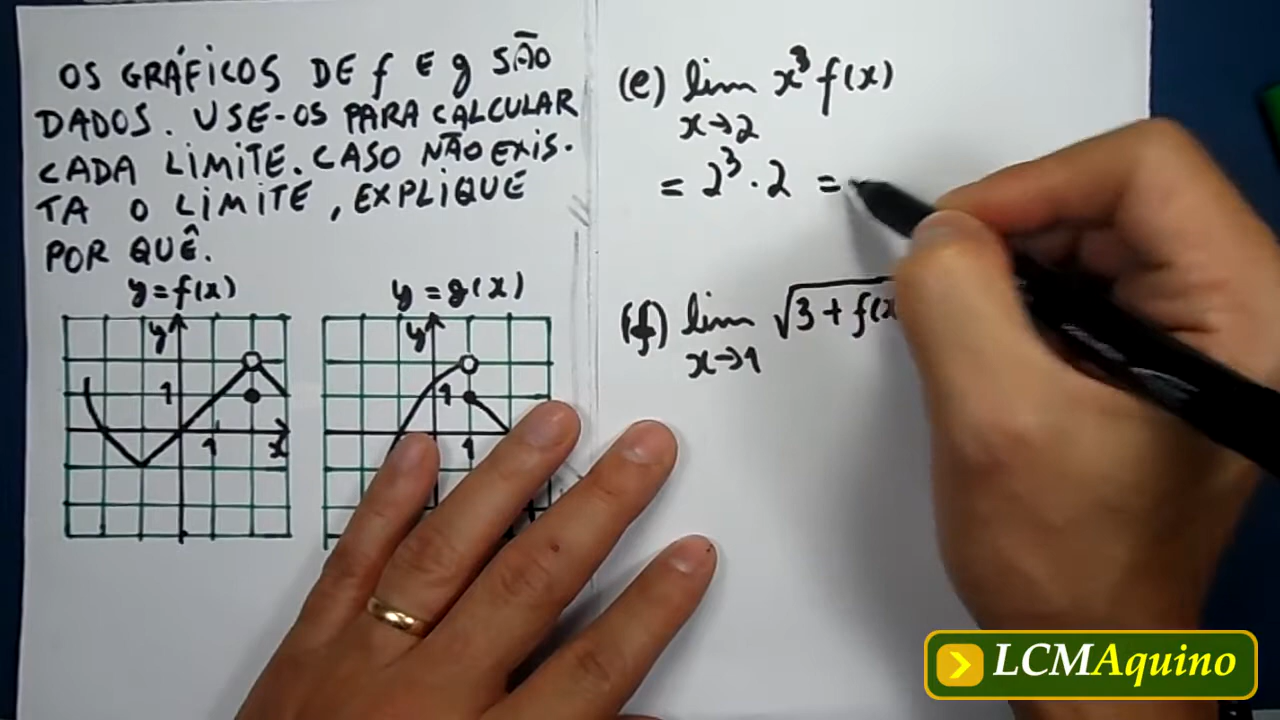 OS GRÁFICOS DE f E g SÃO
DADOS. USE-OS PARA CALCULAR
CADA LIMITE. CASO NÃO EXIS-
TA O LIMITE, EXPLIQUE
POR QUÊ.
y=f(x)
y
1
1
x
y=g(x)
y
1
1
(e) lim x³ f(x)
x→2
= 2³ · 2 =
(f) lim √3 + f(x
x→1
LCMAquino